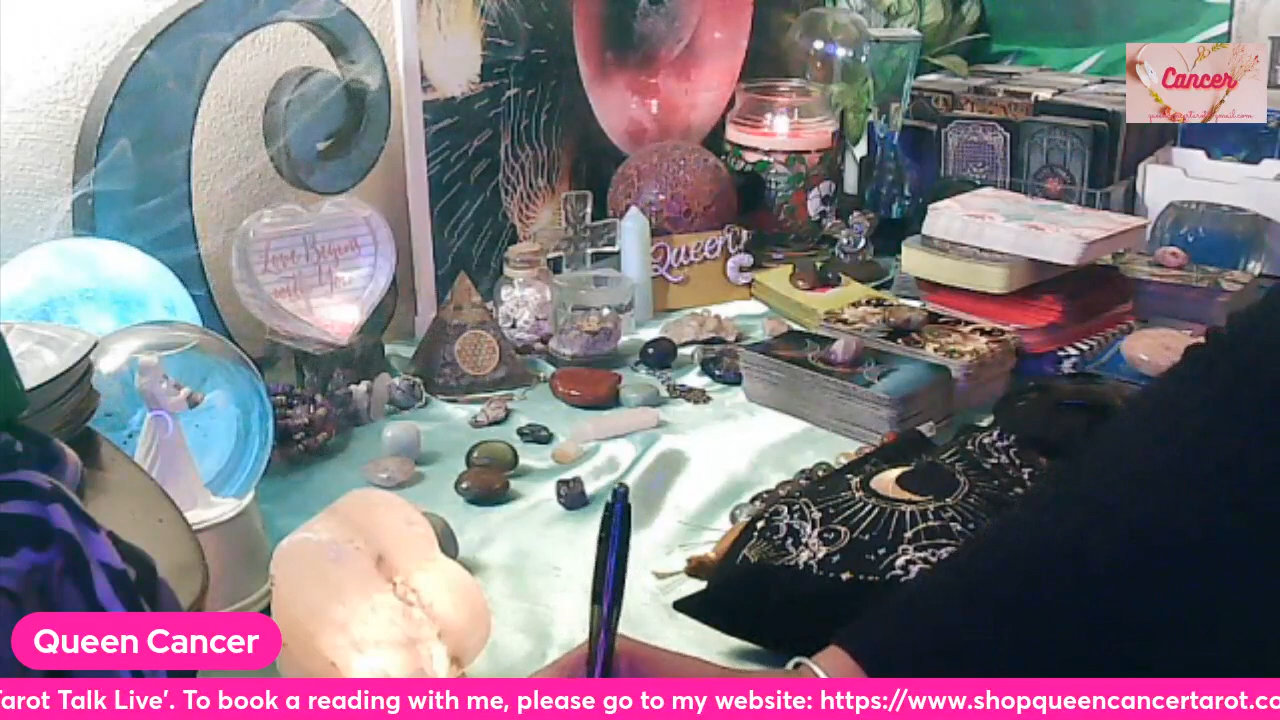 Cancer
Love Begins
with You
Queen
C
Queen Cancer
Tarot Talk Live'. To book a reading with me, please go to my website: https://www.shopqueencancertarot.co